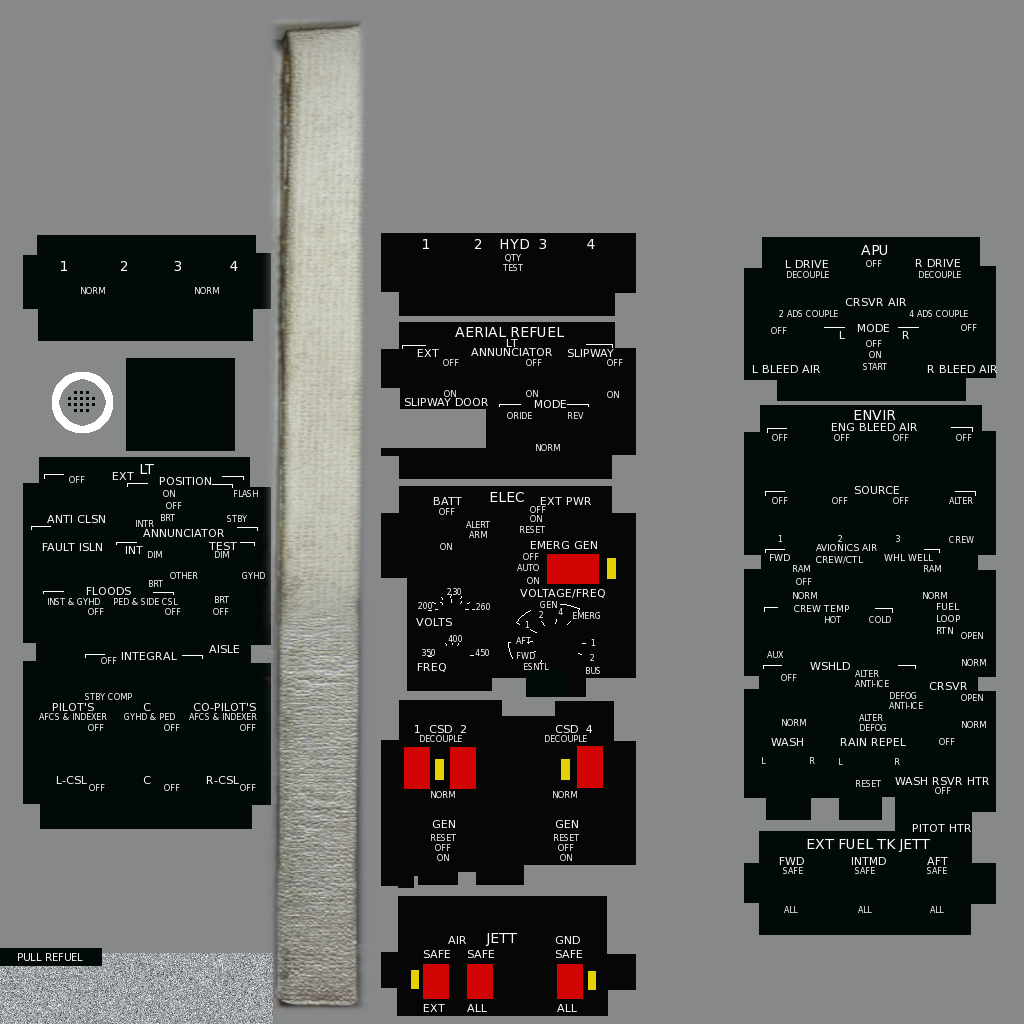 1 2 3 4
NORM NORM
LT
OFF EXT POSITION
ON FLASH
OFF
ANTI CLSN INTR BRT STBY
ANNUNCIATOR
FAULT ISLN INT TEST
DIM DIM
OTHER GYHD
BRT
FLOODS
INST & GYHD PED & SIDE CSL BRT
OFF OFF OFF
AISLE
OFF INTEGRAL
STBY COMP
PILOT'S C CO-PILOT'S
AFCS & INDEXER GYHD & PED AFCS & INDEXER
OFF OFF OFF
L-CSL C R-CSL
OFF OFF OFF
PULL REFUEL
1 2 HYD 3 4
QTY
TEST
AERIAL REFUEL
LT
EXT ANNUNCIATOR SLIPWAY
OFF OFF OFF
ON ON ON
SLIPWAY DOOR MODE
ORIDE REV
NORM
ELEC
BATT EXT PWR
OFF OFF
ON
ALERT RESET
ARM
ON EMERG GEN
OFF
AUTO
ON
VOLTAGE/FREQ
230
200 260
GEN
2 4 EMERG
VOLTS 1
400 AFT 1
350 450 FWD 2
FREQ ESNTL BUS
1 CSD 2 CSD 4
DECOUPLE DECOUPLE
NORM NORM
GEN GEN
RESET RESET
OFF OFF
ON ON
AIR JETT GND
SAFE SAFE SAFE
EXT ALL ALL
APU
L DRIVE OFF R DRIVE
DECOUPLE DECOUPLE
CRSVR AIR
2 ADS COUPLE 4 ADS COUPLE
OFF MODE OFF
L R
OFF
ON
START
L BLEED AIR R BLEED AIR
ENVIR
ENG BLEED AIR
OFF OFF OFF OFF
SOURCE
OFF OFF OFF ALTER
1 2 3 CREW
AVIONICS AIR
FWD CREW/CTL WHL WELL
RAM RAM
OFF
NORM NORM
CREW TEMP FUEL
HOT COLD LOOP
RTN
OPEN
AUX
WSHLD NORM
OFF ALTER
ANTI-ICE CRSVR
DEFOG OPEN
ANTI-ICE
NORM ALTER NORM
DEFOG
WASH RAIN REPEL OFF
L R L R
RESET WASH RSVR HTR
OFF
PITOT HTR
EXT FUEL TK JETT
FWD INTMD AFT
SAFE SAFE SAFE
ALL ALL ALL